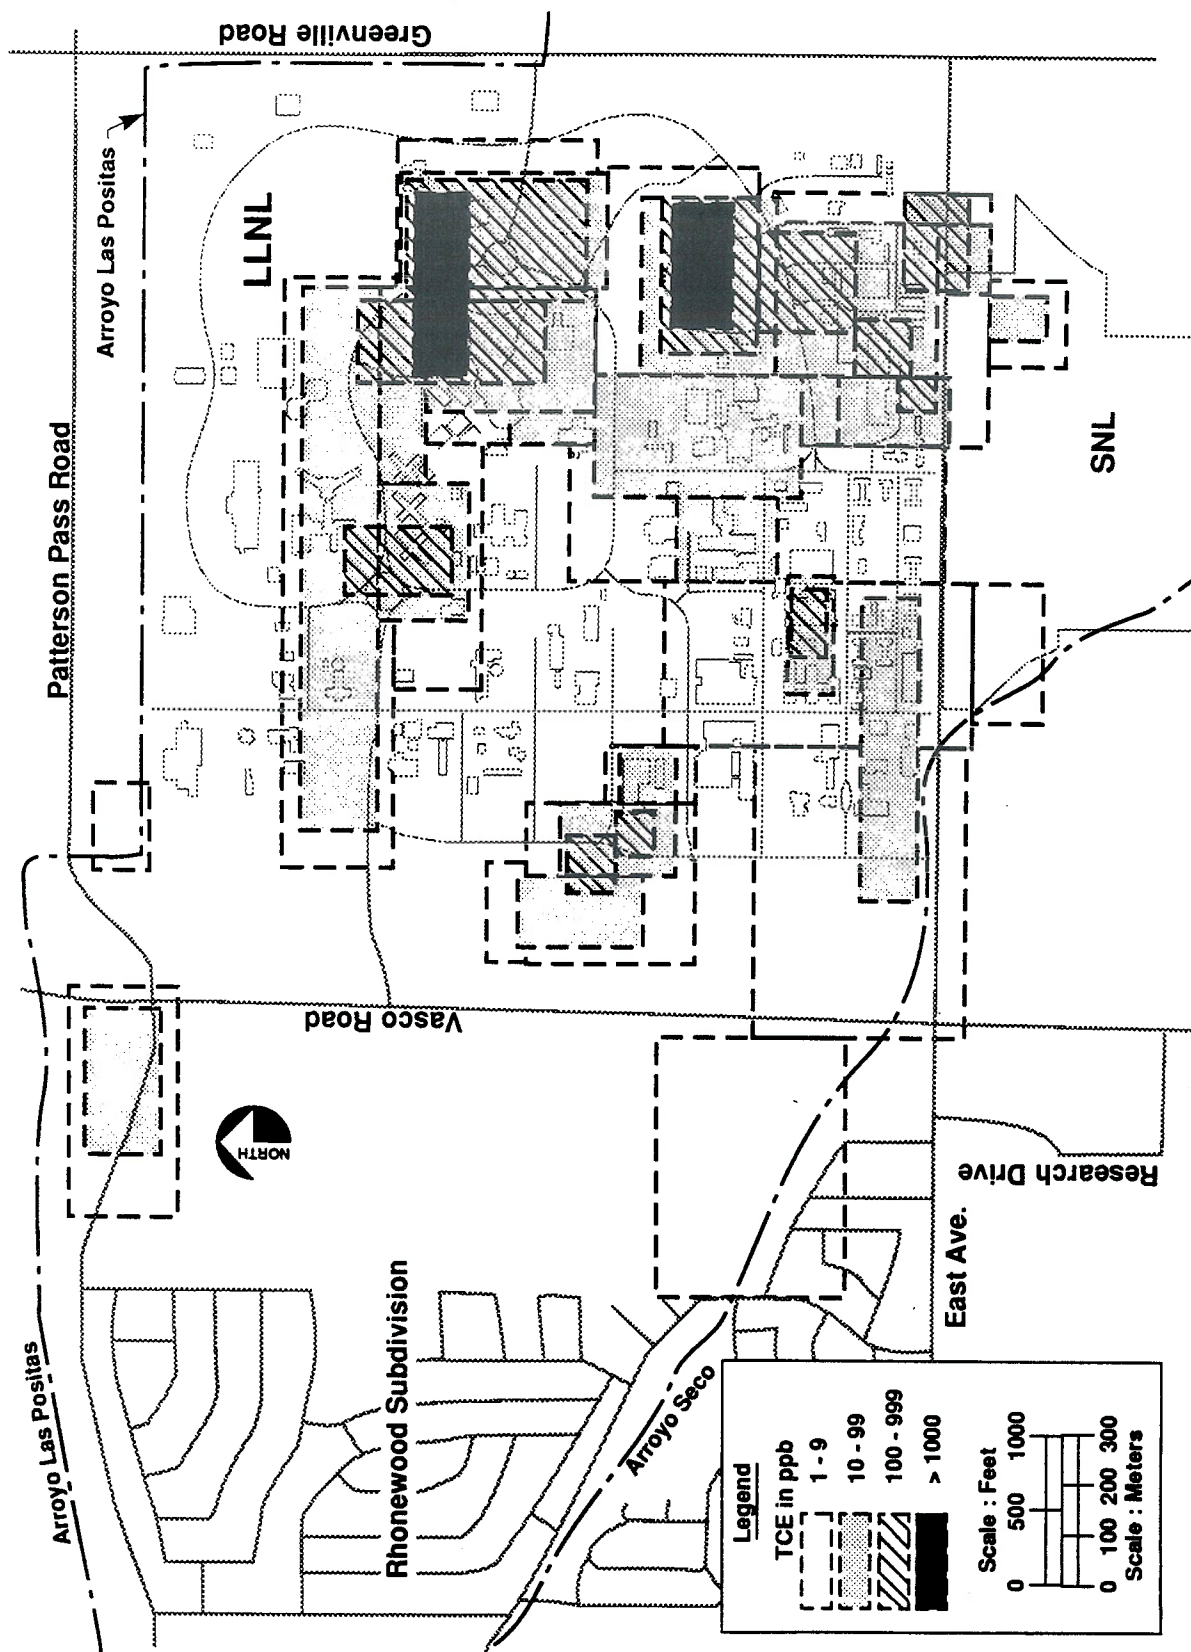 Greenville Road
Arroyo Las Positas
LLNL
Patterson Pass Road
SNL
Vasco Road
NORTH
Research Drive
East Ave.
Rhonewood Subdivision
Arroyo Las Positas
Arroyo Seco
Legend
TCE in ppb
1 - 9
10 - 99
100 - 999
> 1000
Scale : Feet
0 500 1000
0 100 200 300
Scale : Meters